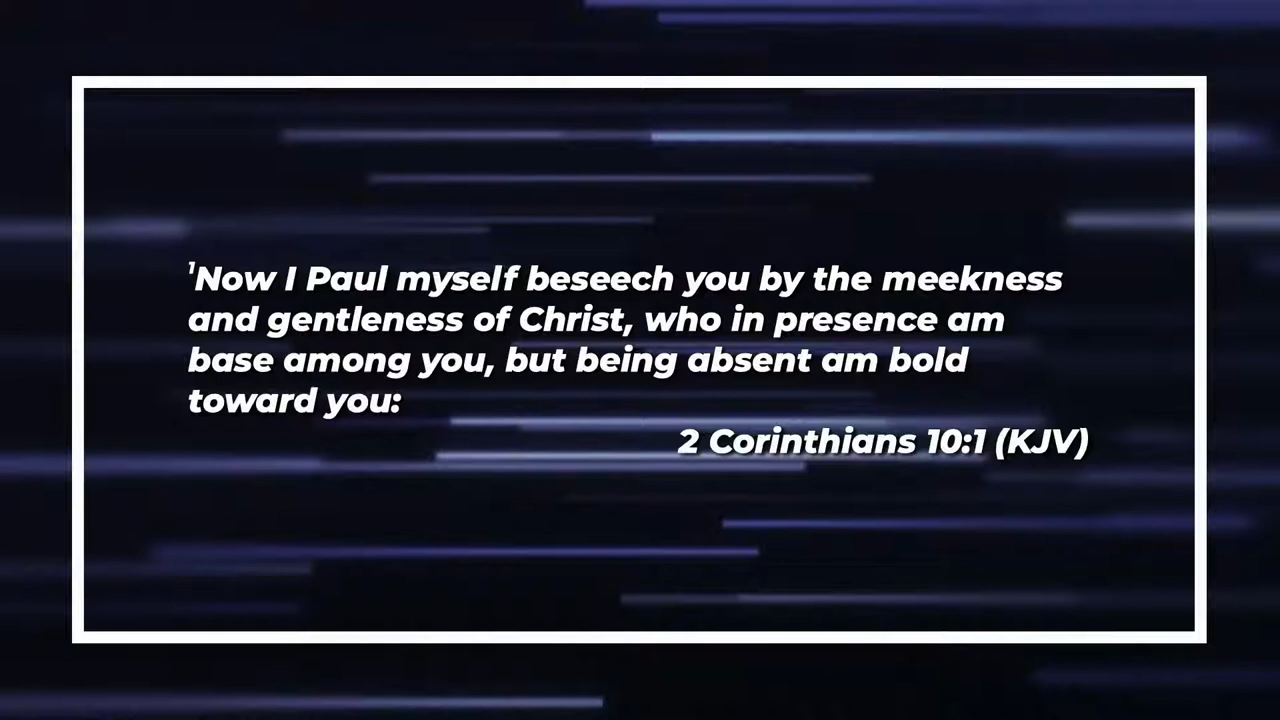 ¹Now I Paul myself beseech you by the meekness
and gentleness of Christ, who in presence am
base among you, but being absent am bold
toward you:
2 Corinthians 10:1 (KJV)